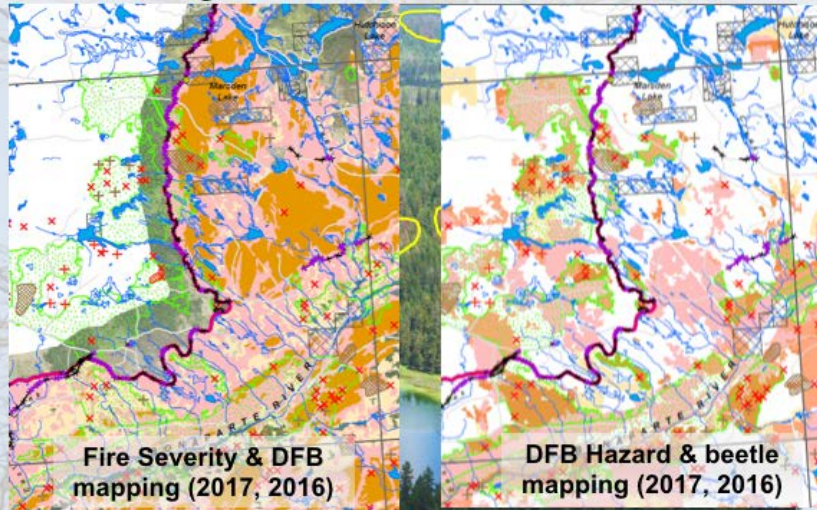 Hutchison
Lake
Marsden
Lake
BONAPARTE RIVER
Fire Severity & DFB
mapping (2017, 2016)
Hutchison
Lake
Marsden
Lake
BONAPARTE RIVER
DFB Hazard & beetle
mapping (2017, 2016)